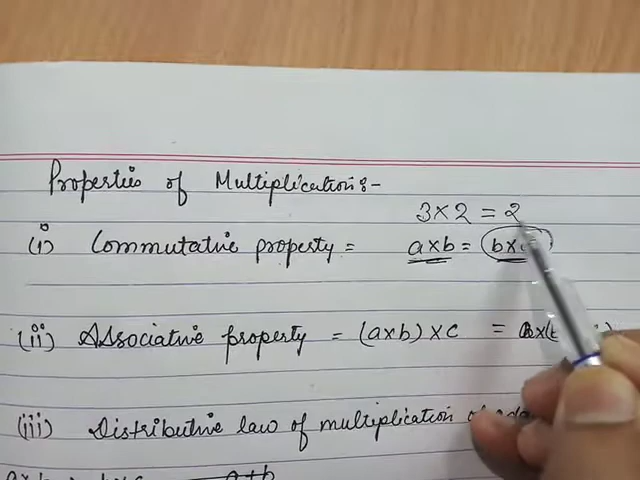 Properties of Multiplication:-
3×2 = 2
(i) Commutative property = a×b = b×
(ii) Associative property = (a×b)×c = a×(
(iii) Distributive law of multiplication
a+b